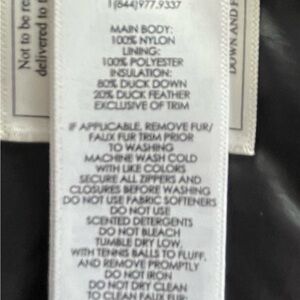 1(844)977.9337
MAIN BODY:
100% NYLON
LINING:
100% POLYESTER
INSULATION:
80% DUCK DOWN
20% DUCK FEATHER
EXCLUSIVE OF TRIM
IF APPLICABLE, REMOVE FUR/
FAUX FUR TRIM PRIOR
TO WASHING
MACHINE WASH COLD
WITH LIKE COLORS
SECURE ALL ZIPPERS AND
CLOSURES BEFORE WASHING
DO NOT USE FABRIC SOFTENERS
DO NOT USE
SCENTED DETERGENTS
DO NOT BLEACH
TUMBLE DRY LOW,
WITH TENNIS BALLS TO FLUFF,
AND REMOVE PROMPTLY
DO NOT IRON
DO NOT DRY CLEAN
TO CLEAN FAUX FUR:
Not to be re
delivered to t
DOWN AND F